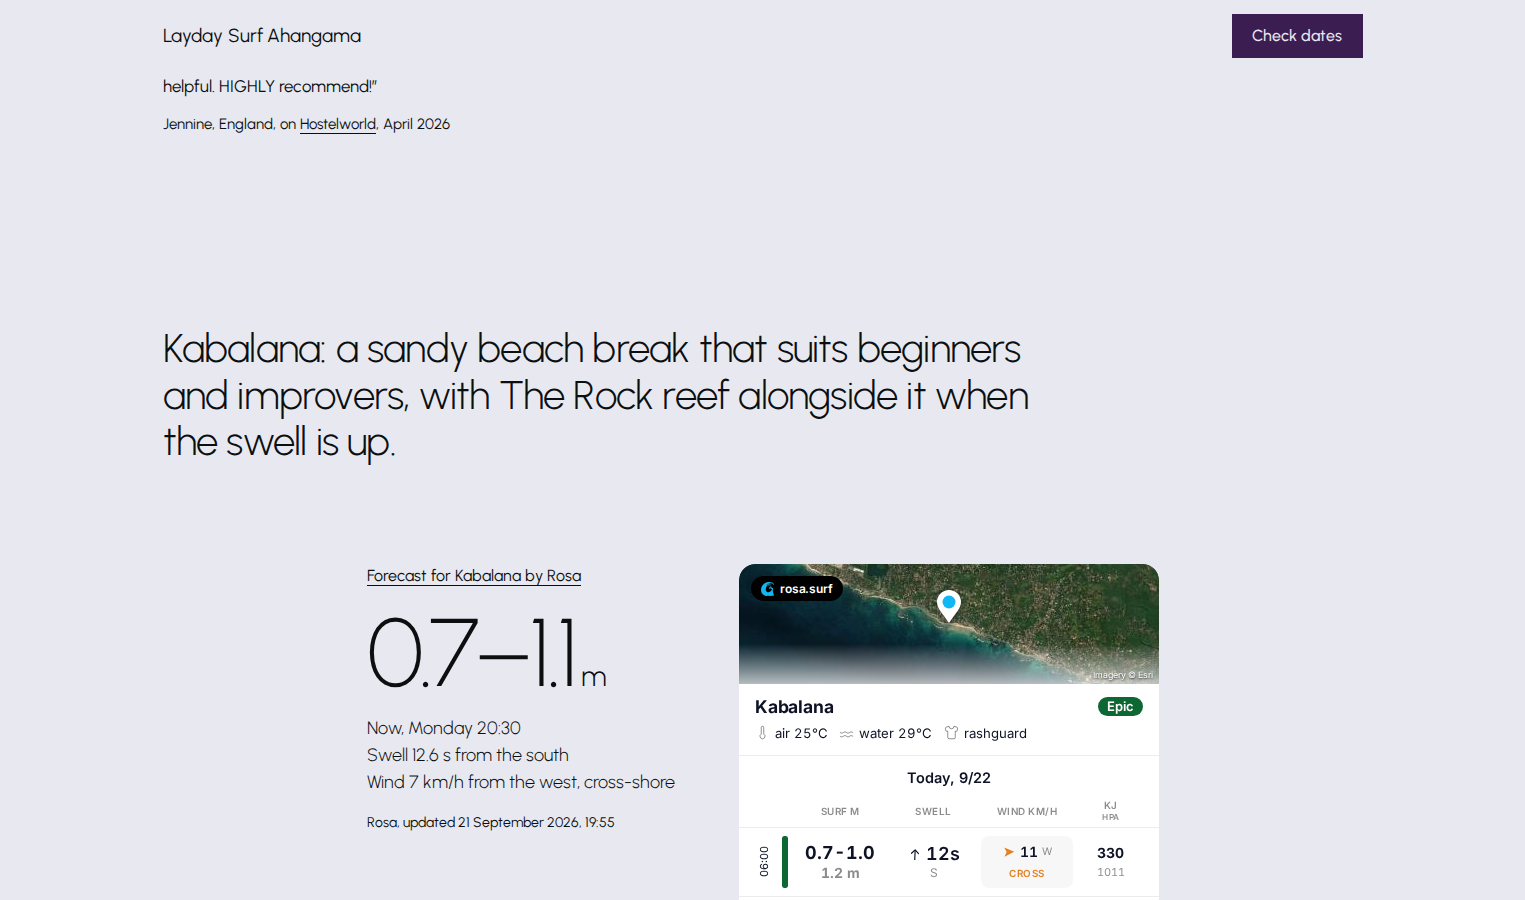 Layday Surf Ahangama
Check dates
helpful. HIGHLY recommend!”
Jennine, England, on Hostelworld, April 2026
Kabalana: a sandy beach break that suits beginners
and improvers, with The Rock reef alongside it when
the swell is up.
Forecast for Kabalana by Rosa
0.7–1.1 m
Now, Monday 20:30
Swell 12.6 s from the south
Wind 7 km/h from the west, cross-shore
Rosa, updated 21 September 2026, 19:55
rosa.surf
Imagery © Esri
Kabalana
Epic
air 25°C water 29°C rashguard
Today, 9/22
SURF M SWELL WIND KM/H KJ
HPA
06:00 0.7-1.0 12s 11 W 330
1.2 m S CROSS 1011